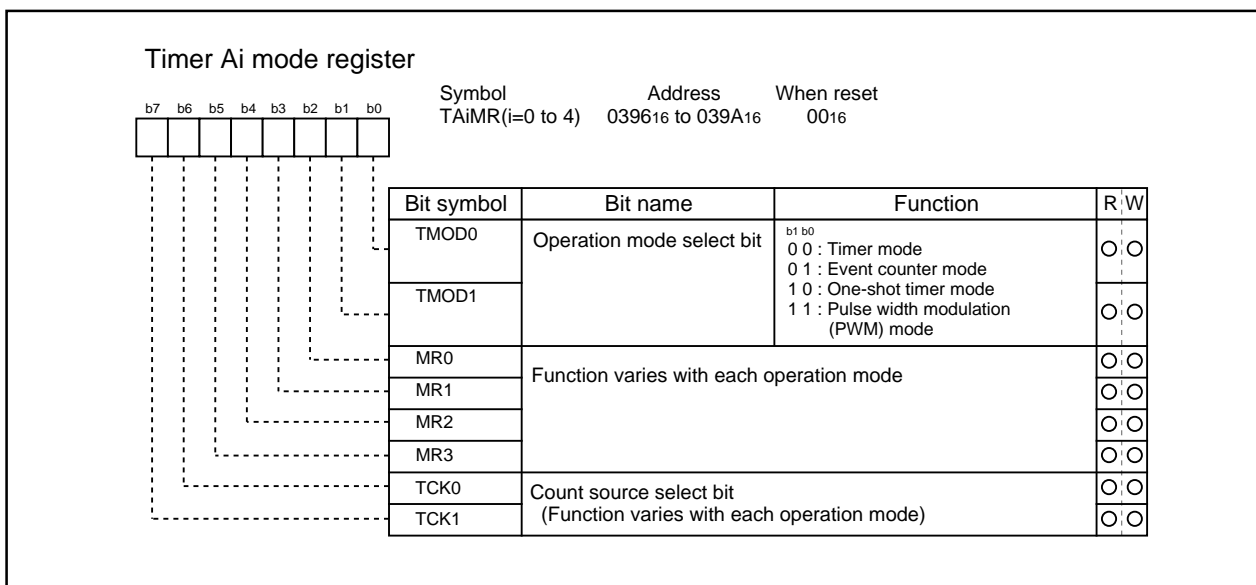 Timer Ai mode register
Symbol Address When reset
TAiMR(i=0 to 4) 039616 to 039A16 0016
b7 b6 b5 b4 b3 b2 b1 b0
Bit symbol Bit name Function R W
TMOD0 Operation mode select bit b1 b0
0 0 : Timer mode
0 1 : Event counter mode
TMOD1 1 0 : One-shot timer mode
1 1 : Pulse width modulation
(PWM) mode
MR0 Function varies with each operation mode
MR1
MR2
MR3
TCK0 Count source select bit
TCK1 (Function varies with each operation mode)